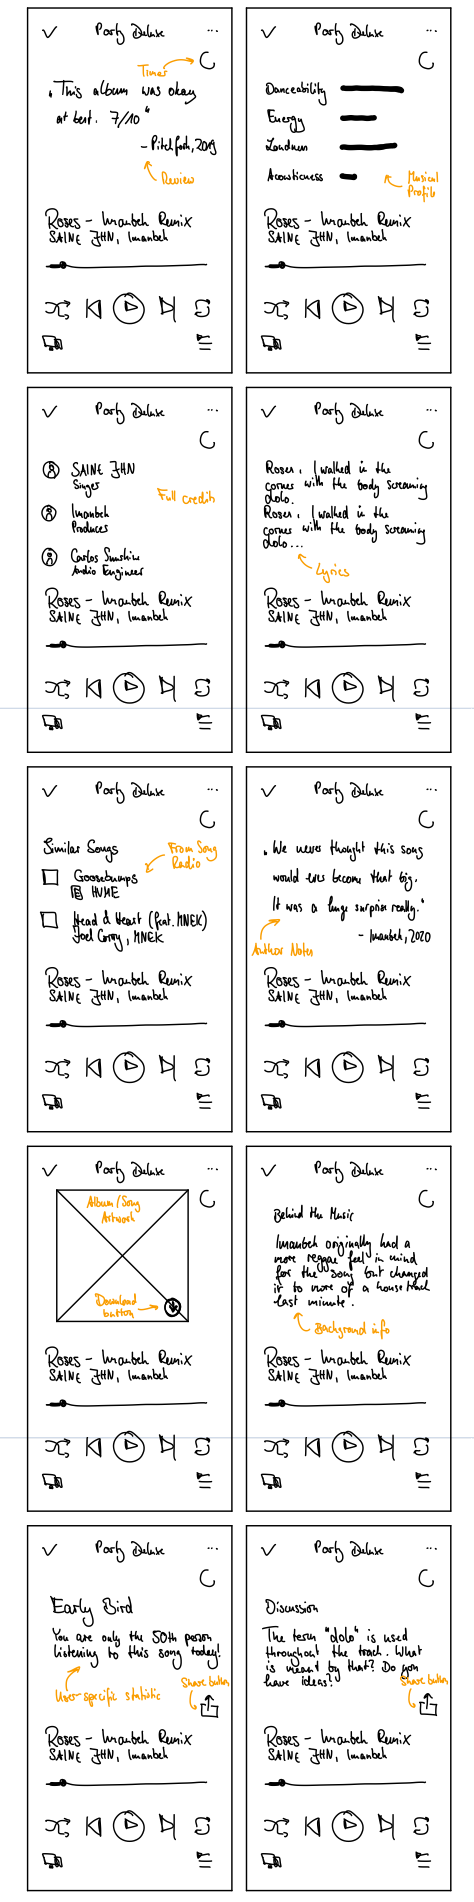 Party Deluxe
Timer
"This album was okay
at best. 7/10"
- Pitchfork, 2019
Review
Roses - Imanbek Remix
SAINt JHN, Imanbek
Party Deluxe
Danceability
Energy
Loudness
Acousticness
Musical
Profile
Roses - Imanbek Remix
SAINt JHN, Imanbek
Party Deluxe
SAINt JHN
Singer
Full credits
Imanbek
Producer
Carlos Sunshine
Audio Engineer
Roses - Imanbek Remix
SAINt JHN, Imanbek
Party Deluxe
Roses, I walked in the
corner with the body screaming
dolo.
Roses, I walked in the
corner with the body screaming
dolo...
Lyrics
Roses - Imanbek Remix
SAINt JHN, Imanbek
Party Deluxe
Similar Songs
From Song
Radio
Goosebumps
HVME
Head & Heart (feat. MNEK)
Joel Corry, MNEK
Roses - Imanbek Remix
SAINt JHN, Imanbek
Party Deluxe
"We never thought this song
would ever become that big.
It was a huge surprise really."
- Imanbek, 2020
Author Notes
Roses - Imanbek Remix
SAINt JHN, Imanbek
Party Deluxe
Album/Song
Artwork
Download
button
Roses - Imanbek Remix
SAINt JHN, Imanbek
Party Deluxe
Behind the Music
Imanbek originally had a
more reggae feel in mind
for the song but changed
it to more of a house track
last minute.
Background info
Roses - Imanbek Remix
SAINt JHN, Imanbek
Party Deluxe
Early Bird
You are only the 50th person
listening to this song today!
User-specific statistic
Share button
Roses - Imanbek Remix
SAINt JHN, Imanbek
Party Deluxe
Discussion
The term "dolo" is used
throughout the track. What
is meant by that? Do you
have ideas?
Share button
Roses - Imanbek Remix
SAINt JHN, Imanbek